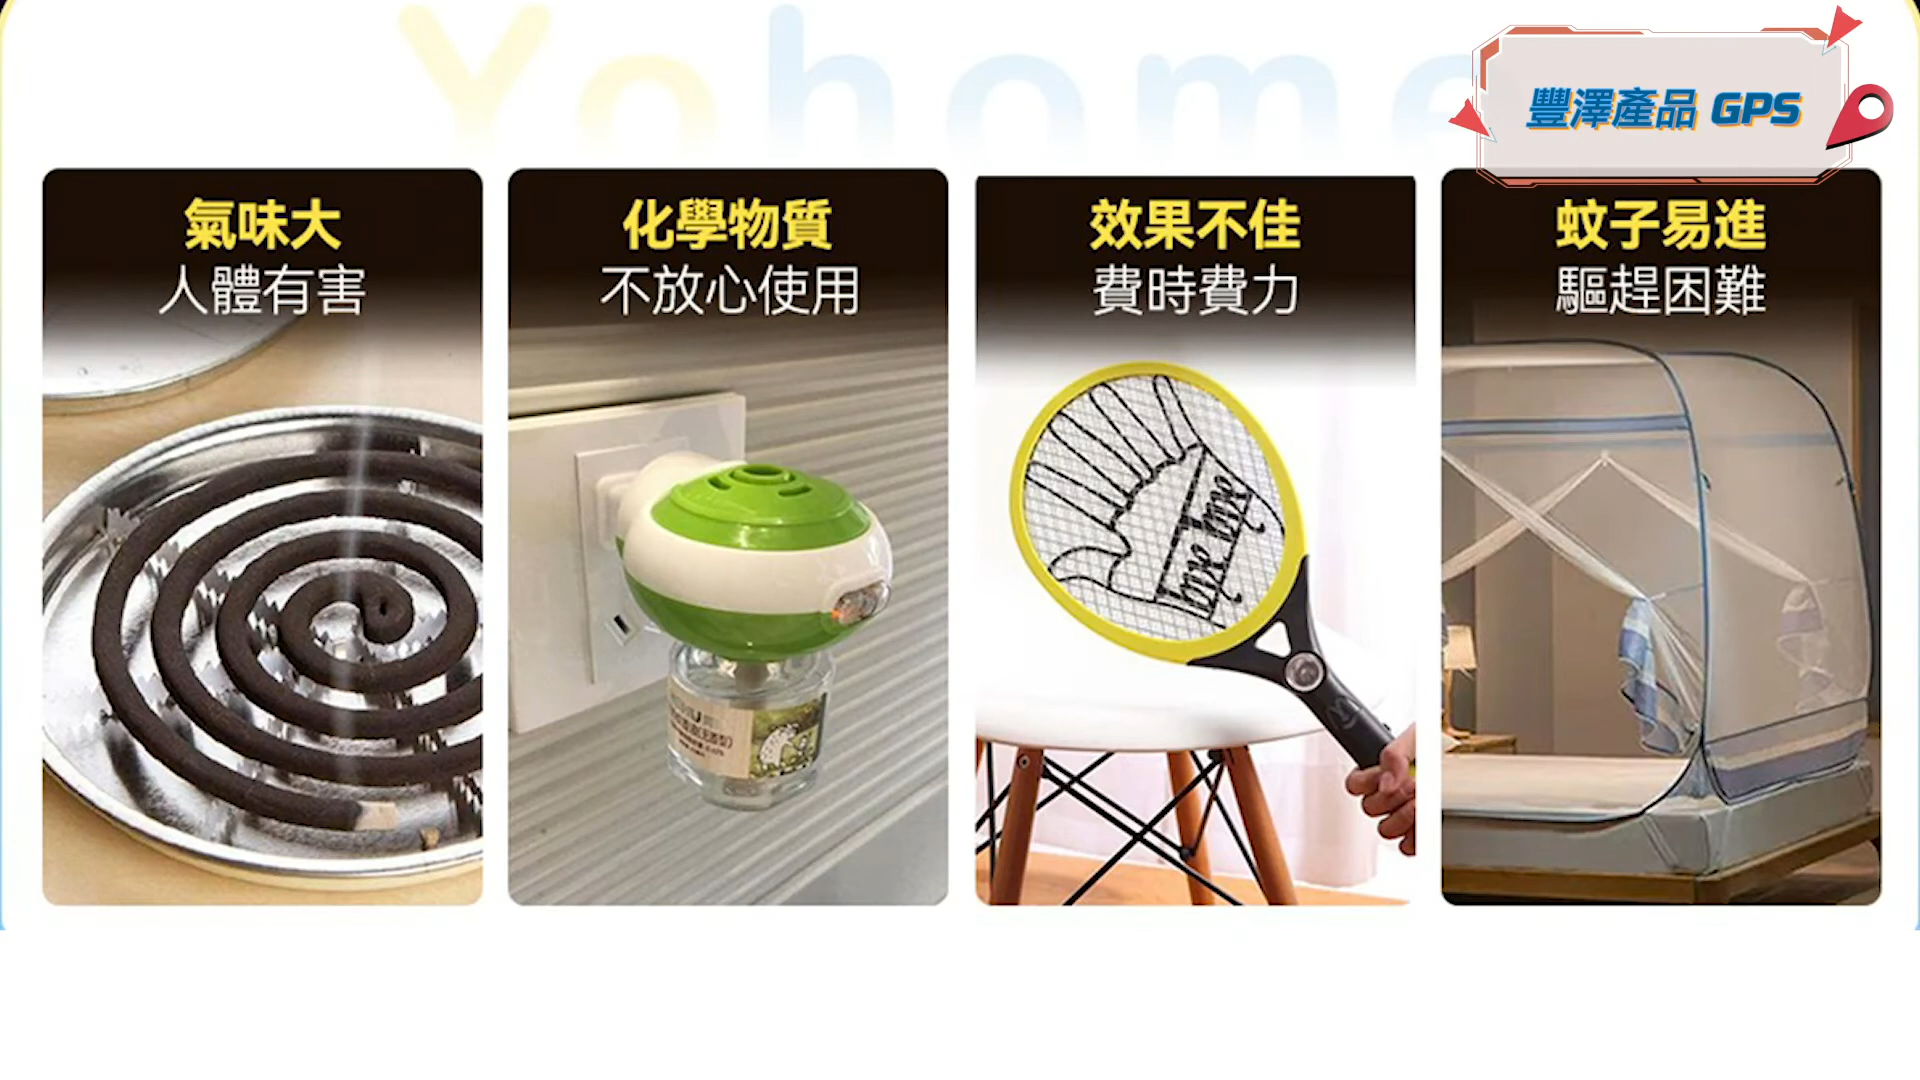 Yohome
豐澤產品 GPS
氣味大
人體有害
化學物質
不放心使用
效果不佳
費時費力
蚊子易進
驅趕困難